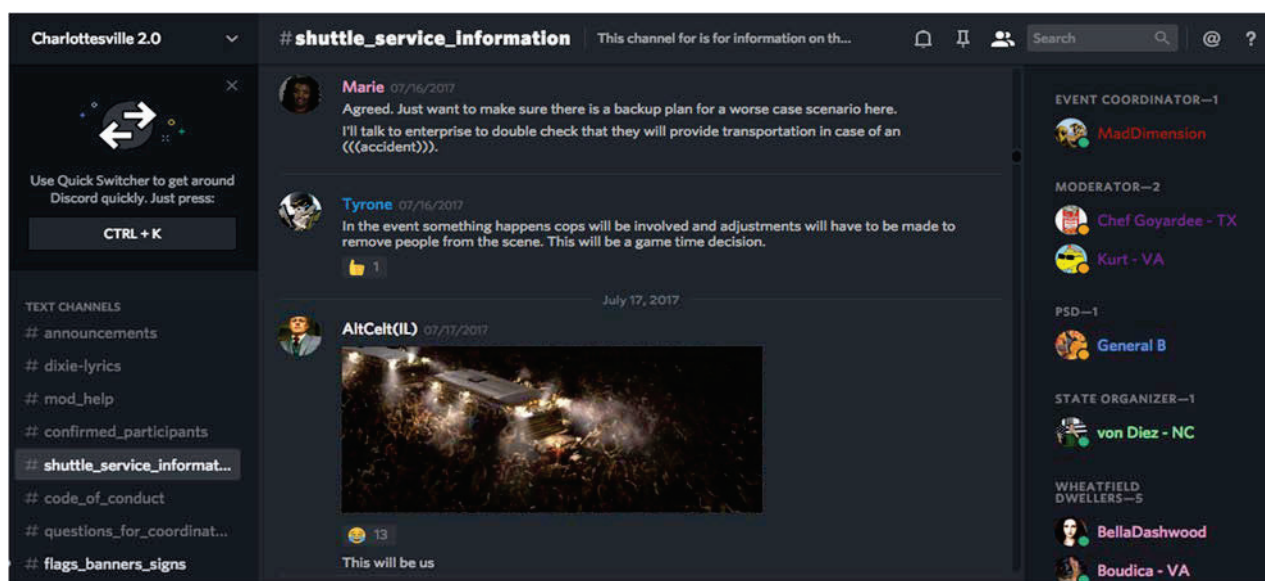 Charlottesville 2.0
#shuttle_service_information
This channel for is for information on th...
Search
@
?
Use Quick Switcher to get around
Discord quickly. Just press:
CTRL + K
TEXT CHANNELS
# announcements
# dixie-lyrics
# mod_help
# confirmed_participants
# shuttle_service_informat...
# code_of_conduct
# questions_for_coordinat...
# flags_banners_signs
Marie 07/16/2017
Agreed. Just want to make sure there is a backup plan for a worse case scenario here.
I'll talk to enterprise to double check that they will provide transportation in case of an
(((accident))).
Tyrone 07/16/2017
In the event something happens cops will be involved and adjustments will have to be made to
remove people from the scene. This will be a game time decision.
1
July 17, 2017
AltCelt(IL) 07/17/2017
13
This will be us
EVENT COORDINATOR—1
MadDimension
MODERATOR—2
Chef Goyardee - TX
Kurt - VA
PSD—1
General B
STATE ORGANIZER—1
von Diez - NC
WHEATFIELD
DWELLERS—5
BellaDashwood
Boudica - VA